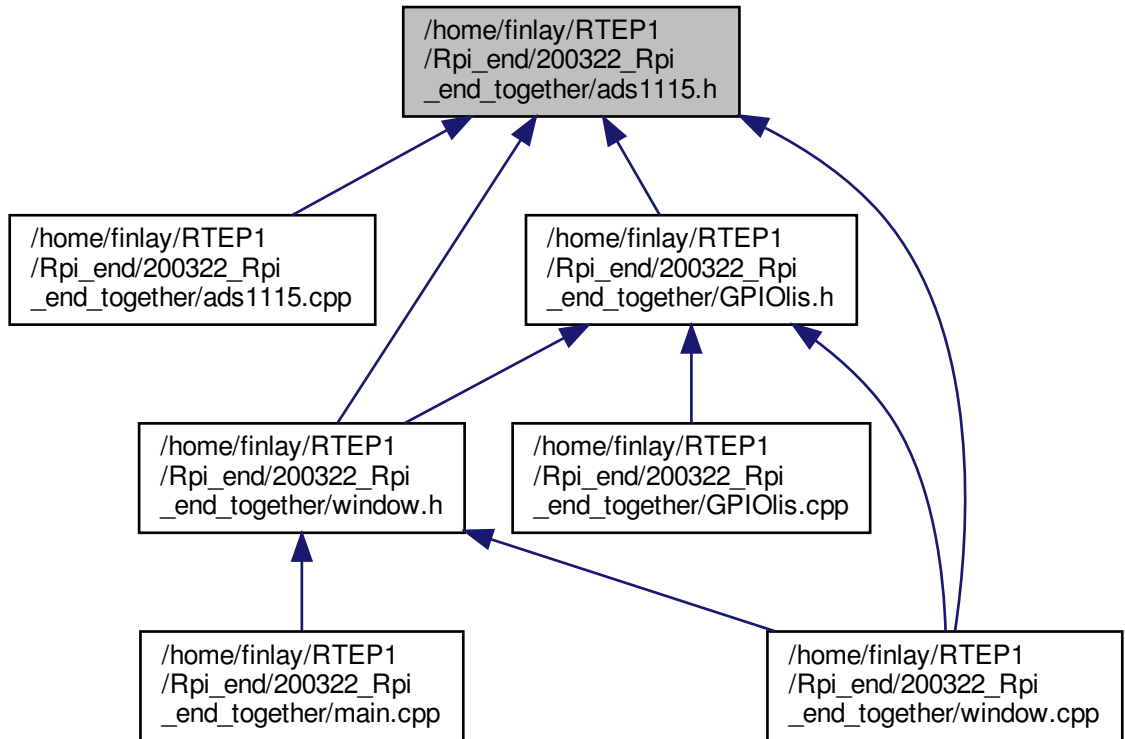 /home/finlay/RTEP1
/Rpi_end/200322_Rpi
_end_together/ads1115.h
/home/finlay/RTEP1
/Rpi_end/200322_Rpi
_end_together/ads1115.cpp
/home/finlay/RTEP1
/Rpi_end/200322_Rpi
_end_together/GPIOlis.h
/home/finlay/RTEP1
/Rpi_end/200322_Rpi
_end_together/window.h
/home/finlay/RTEP1
/Rpi_end/200322_Rpi
_end_together/GPIOlis.cpp
/home/finlay/RTEP1
/Rpi_end/200322_Rpi
_end_together/main.cpp
/home/finlay/RTEP1
/Rpi_end/200322_Rpi
_end_together/window.cpp